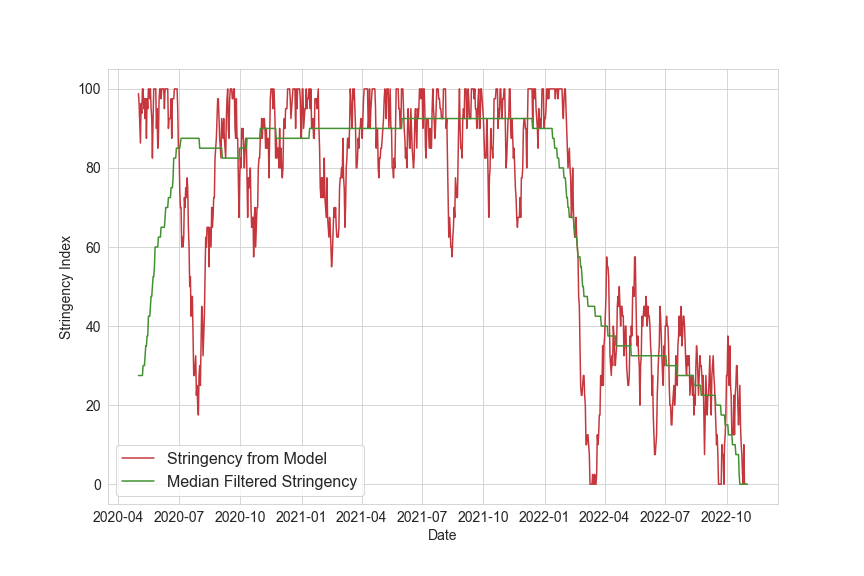 100
80
60
40
20
0
Stringency Index
Stringency from Model
Median Filtered Stringency
2020-04 2020-07 2020-10 2021-01 2021-04 2021-07 2021-10 2022-01 2022-04 2022-07 2022-10
Date